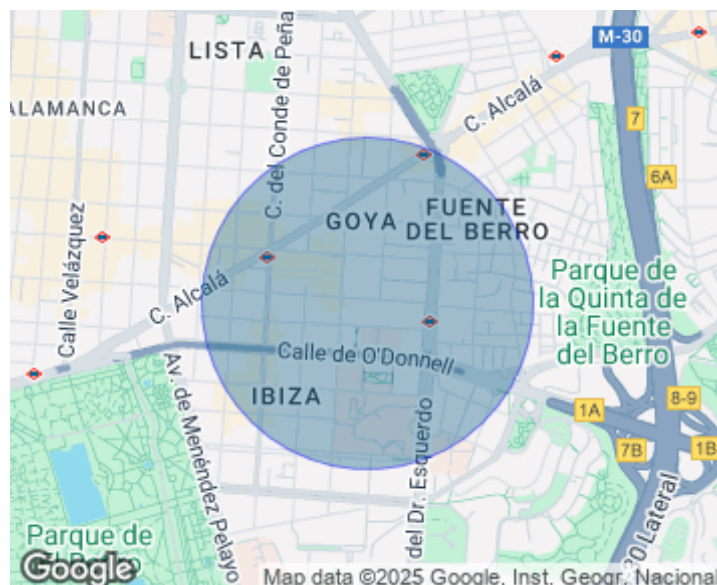 LISTA
M-30
C. Alcalá
ALAMANCA
C. del Conde de Peña
7
6A
Calle Velázquez
GOYA
FUENTE
DEL BERRO
C. Alcalá
Parque de
la Quinta de
la Fuente
del Berro
Calle de O'Donnell
Av. de Menéndez Pelayo
IBIZA
del Dr. Esquerdo
1A
8-9
7B
1B
30 Lateral
Parque de
Google
Map data ©2025 Google, Inst. Geogr. Nacional